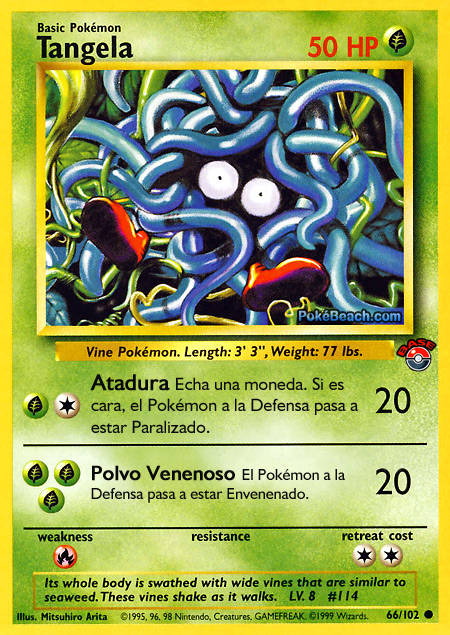 Basic Pokémon
Tangela 50 HP
PokéBeach.com
Vine Pokémon. Length: 3' 3", Weight: 77 lbs.
BASE
Atadura Echa una moneda. Si es
cara, el Pokémon a la Defensa pasa a
estar Paralizado.
20
Polvo Venenoso El Pokémon a la
Defensa pasa a estar Envenenado.
20
weakness resistance retreat cost
Its whole body is swathed with wide vines that are similar to
seaweed. These vines shake as it walks. LV. 8 #114
Illus. Mitsuhiro Arita ©1995, 96, 98 Nintendo, Creatures, GAMEFREAK. ©1999 Wizards. 66/102